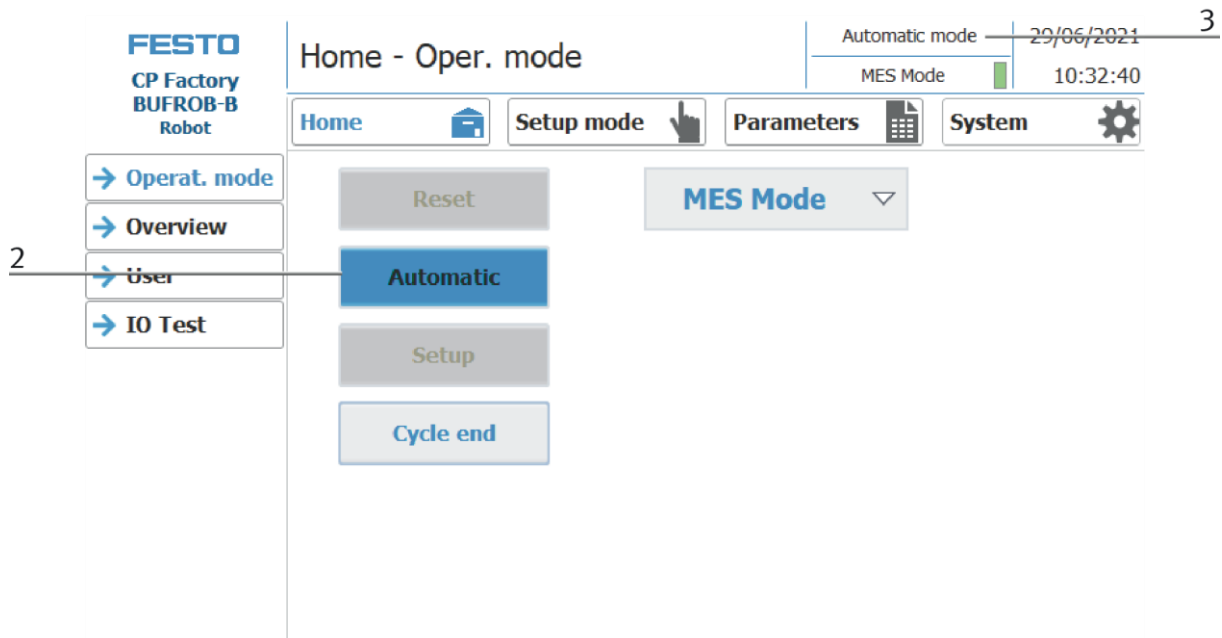 FESTO
CP Factory
BUFROB-B
Robot
Home - Oper. mode
Automatic mode
29/06/2021
3
MES Mode
10:32:40
Home
Setup mode
Parameters
System
Operat. mode
Overview
User
IO Test
2
Reset
MES Mode
Automatic
Setup
Cycle end